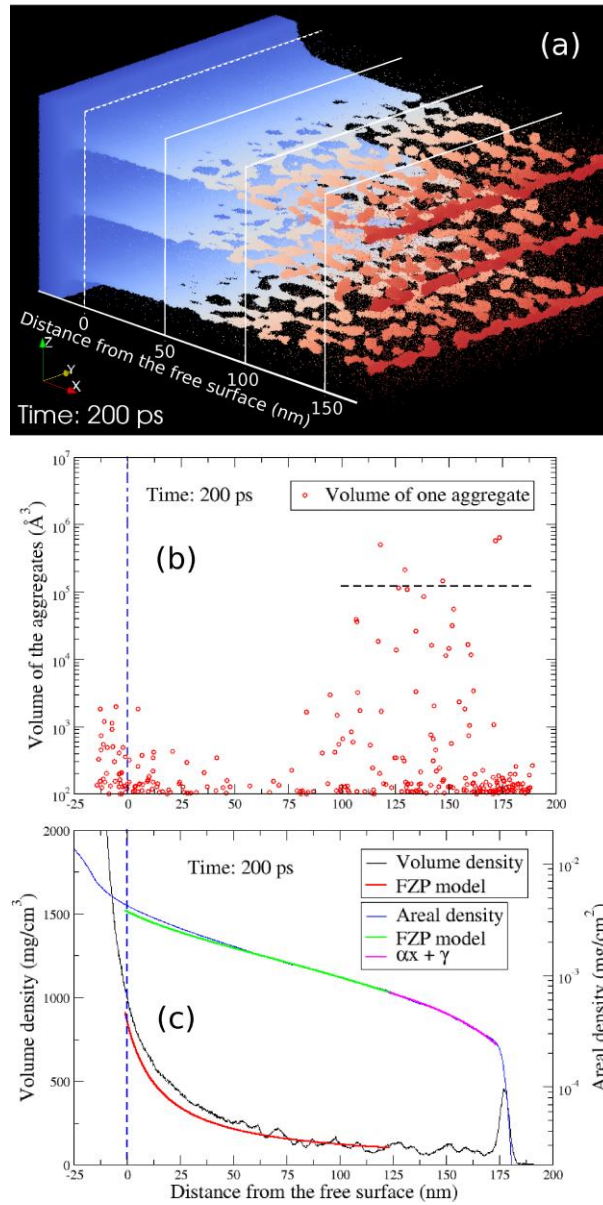 (a)
0
50
100
150
Distance from the free surface (nm)
Z
Y
X
Time: 200 ps
10^7
10^6
10^5
10^4
10^3
10^2
Volume of the aggregates (Å^3)
Time: 200 ps
Volume of one aggregate
(b)
-25 0 25 50 75 100 125 150 175 200
2000
1500
1000
500
0
Volume density (mg/cm^3)
Time: 200 ps
Volume density
FZP model
Areal density
FZP model
αx + γ
(c)
10^-2
10^-3
10^-4
Areal density (mg/cm^2)
-25 0 25 50 75 100 125 150 175 200
Distance from the free surface (nm)